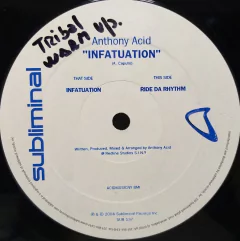 Tribal
warm up.
Anthony Acid
"INFATUATION"
(A. Caputo)
THAT SIDE
INFATUATION
THIS SIDE
RIDE DA RHYTHM
subliminal
Written, Produced, Mixed & Arranged by Anthony Acid